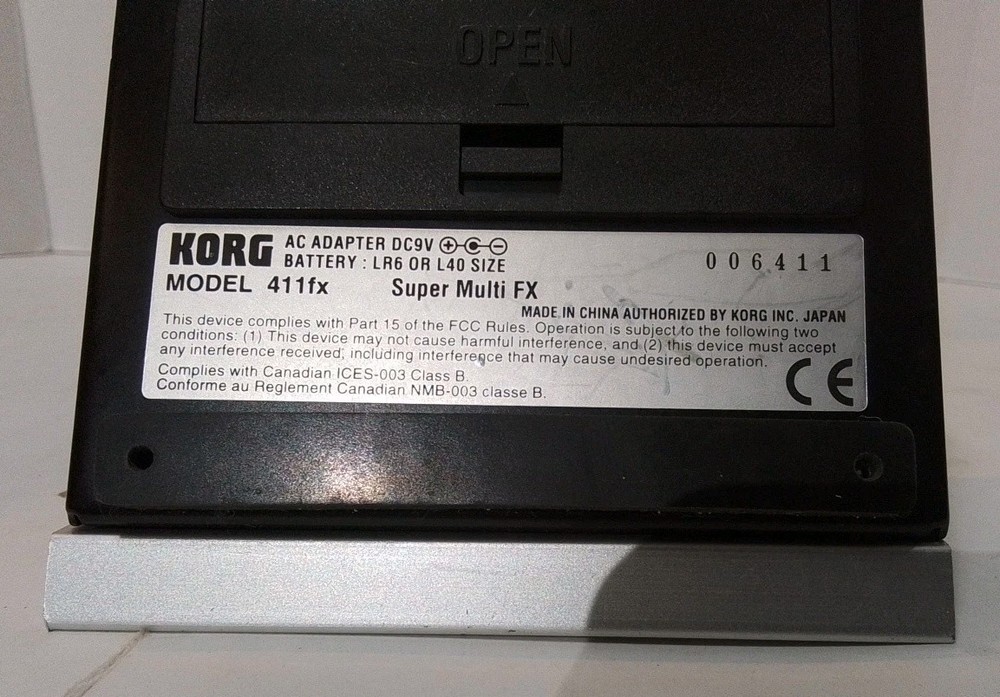 OPEN
KORG AC ADAPTER DC9V
BATTERY : LR6 OR L40 SIZE
006411
MODEL 411fx Super Multi FX
MADE IN CHINA AUTHORIZED BY KORG INC. JAPAN
This device complies with Part 15 of the FCC Rules. Operation is subject to the following two
conditions: (1) This device may not cause harmful interference, and (2) this device must accept
any interference received, including interference that may cause undesired operation.
Complies with Canadian ICES-003 Class B.
Conforme au Reglement Canadian NMB-003 classe B.
CE